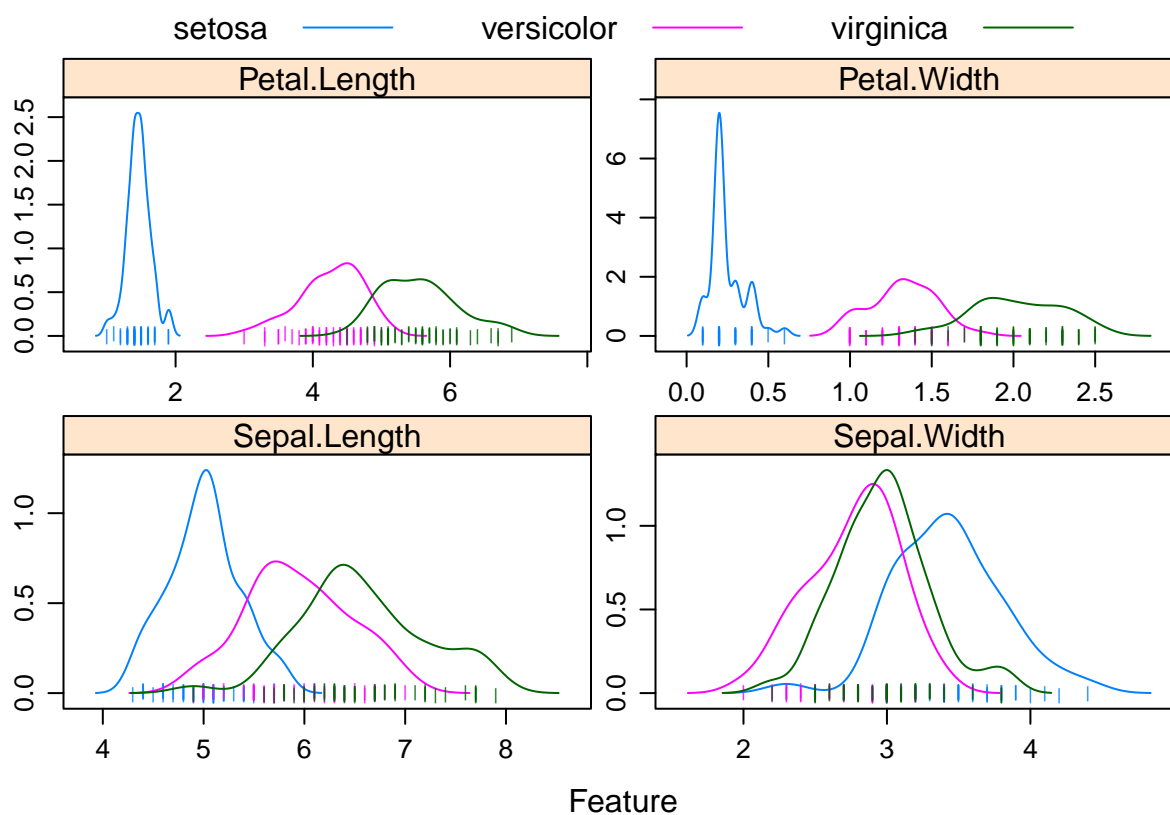 setosa versicolor virginica
Petal.Length Petal.Width
0.0 0.5 1.0 1.5 2.0 2.5
0 2 4 6
2 4 6
0.0 0.5 1.0 1.5 2.0 2.5
Sepal.Length Sepal.Width
0.0 0.5 1.0
0.0 0.5 1.0
4 5 6 7 8
2 3 4
Feature